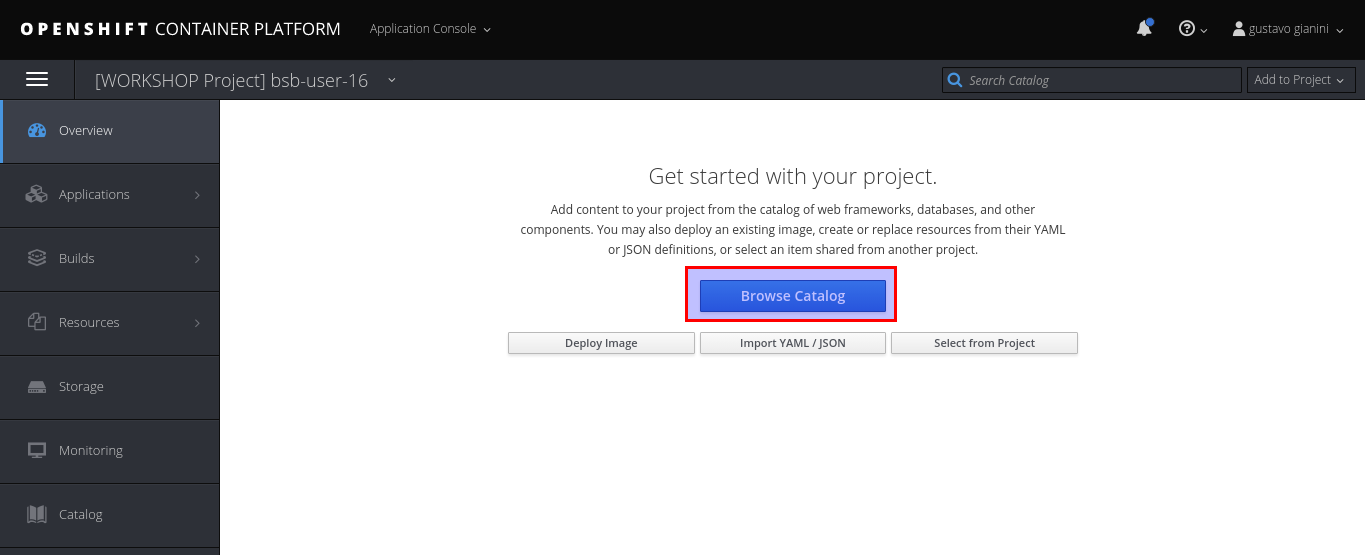 OPENSHIFT CONTAINER PLATFORM
Application Console
gustavo gianini
[WORKSHOP Project] bsb-user-16
Search Catalog
Add to Project
Overview
Applications
Builds
Resources
Storage
Monitoring
Catalog
Get started with your project.
Add content to your project from the catalog of web frameworks, databases, and other
components. You may also deploy an existing image, create or replace resources from their YAML
or JSON definitions, or select an item shared from another project.
Browse Catalog
Deploy Image
Import YAML / JSON
Select from Project